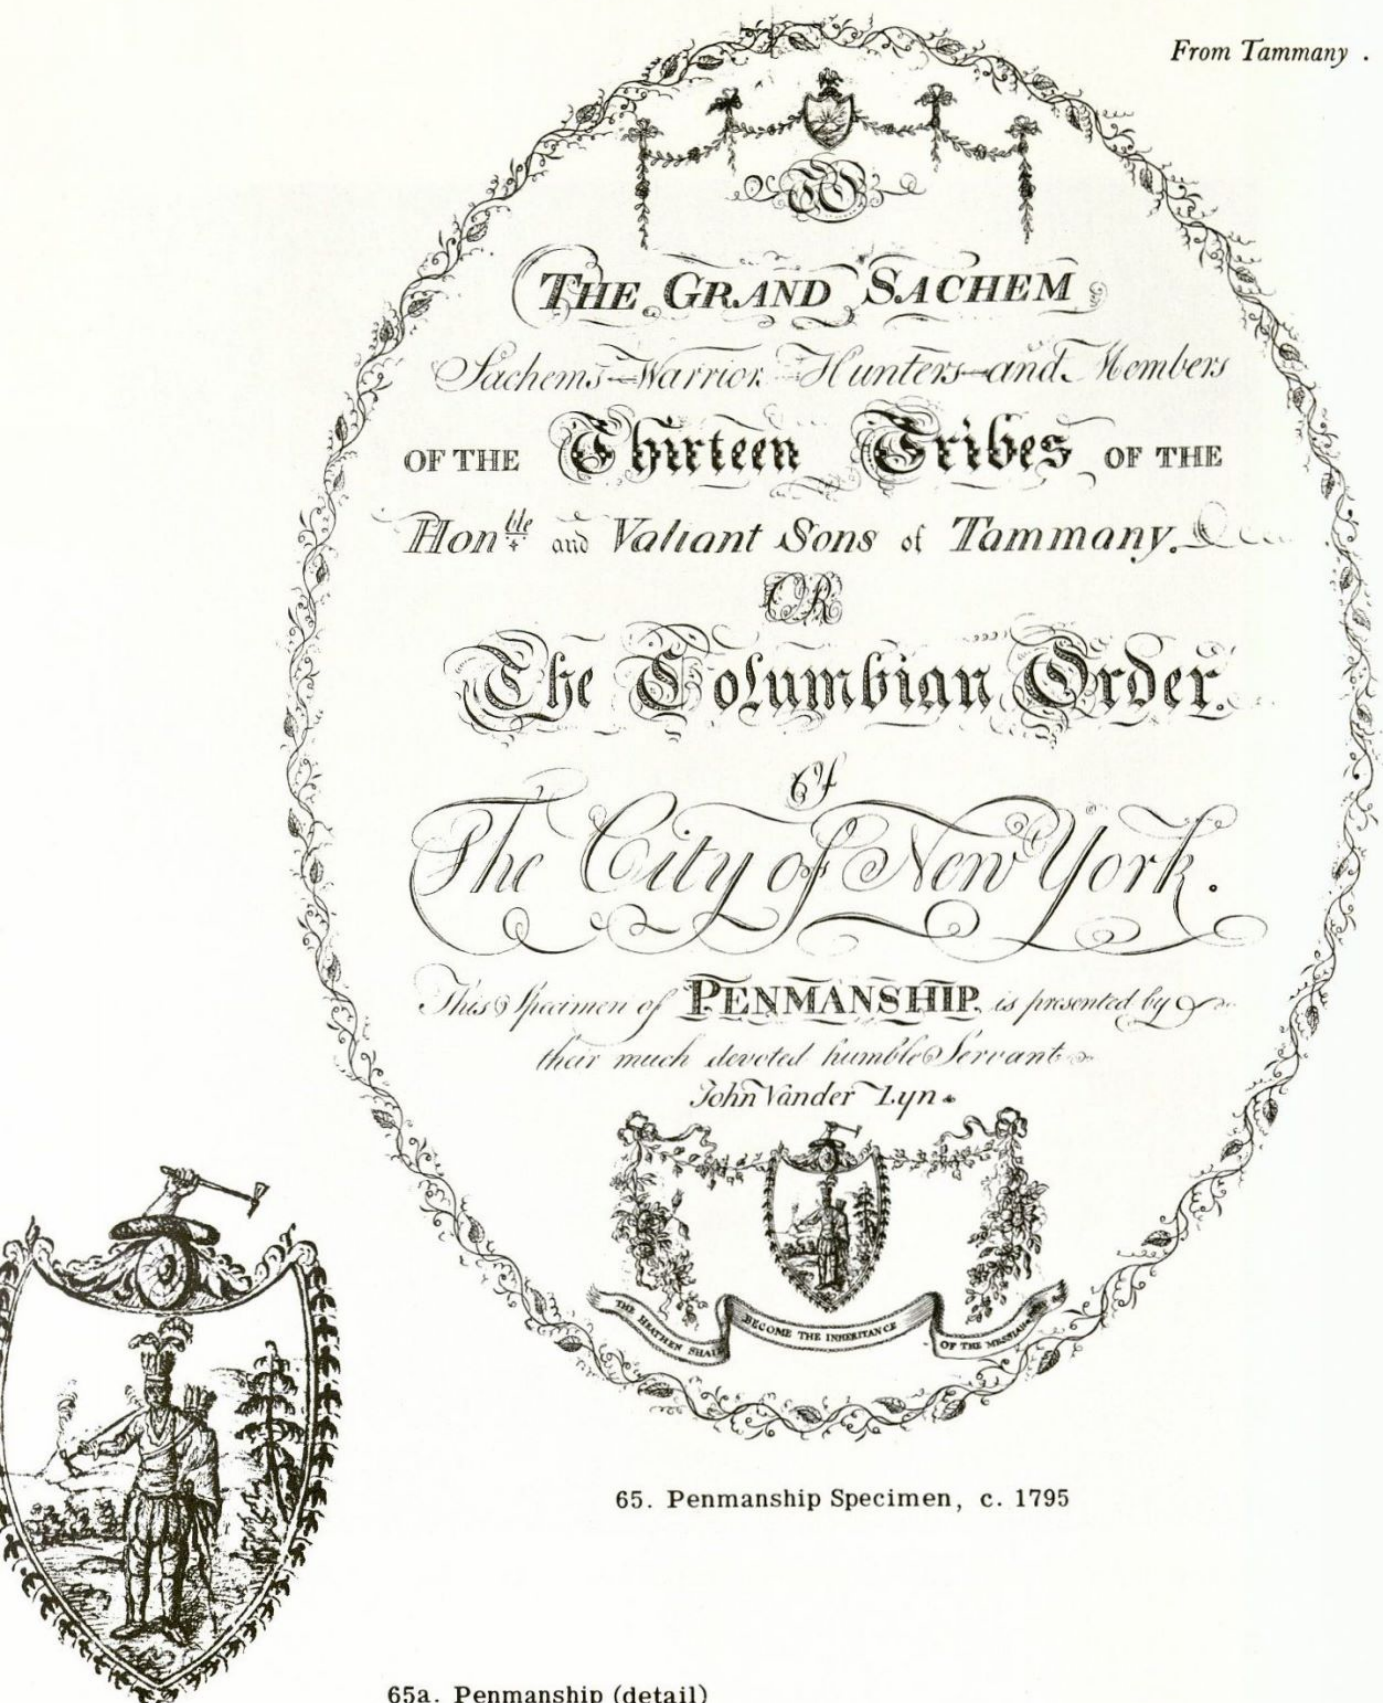 From Tammany .
TO
THE GRAND SACHEM
Sachems—Warrior Hunters—and Members
OF THE Thirteen Tribes OF THE
Hon.ble and Valiant Sons of Tammany.
OR
The Columbian Order.
Of
The City of New York.
This Specimen of PENMANSHIP is presented by
their much devoted humble Servant
John Vander Lyn
THE HEATHEN SHALL BECOME THE INHERITANCE OF THE MESSIAH
65. Penmanship Specimen, c. 1795
65a. Penmanship (detail)